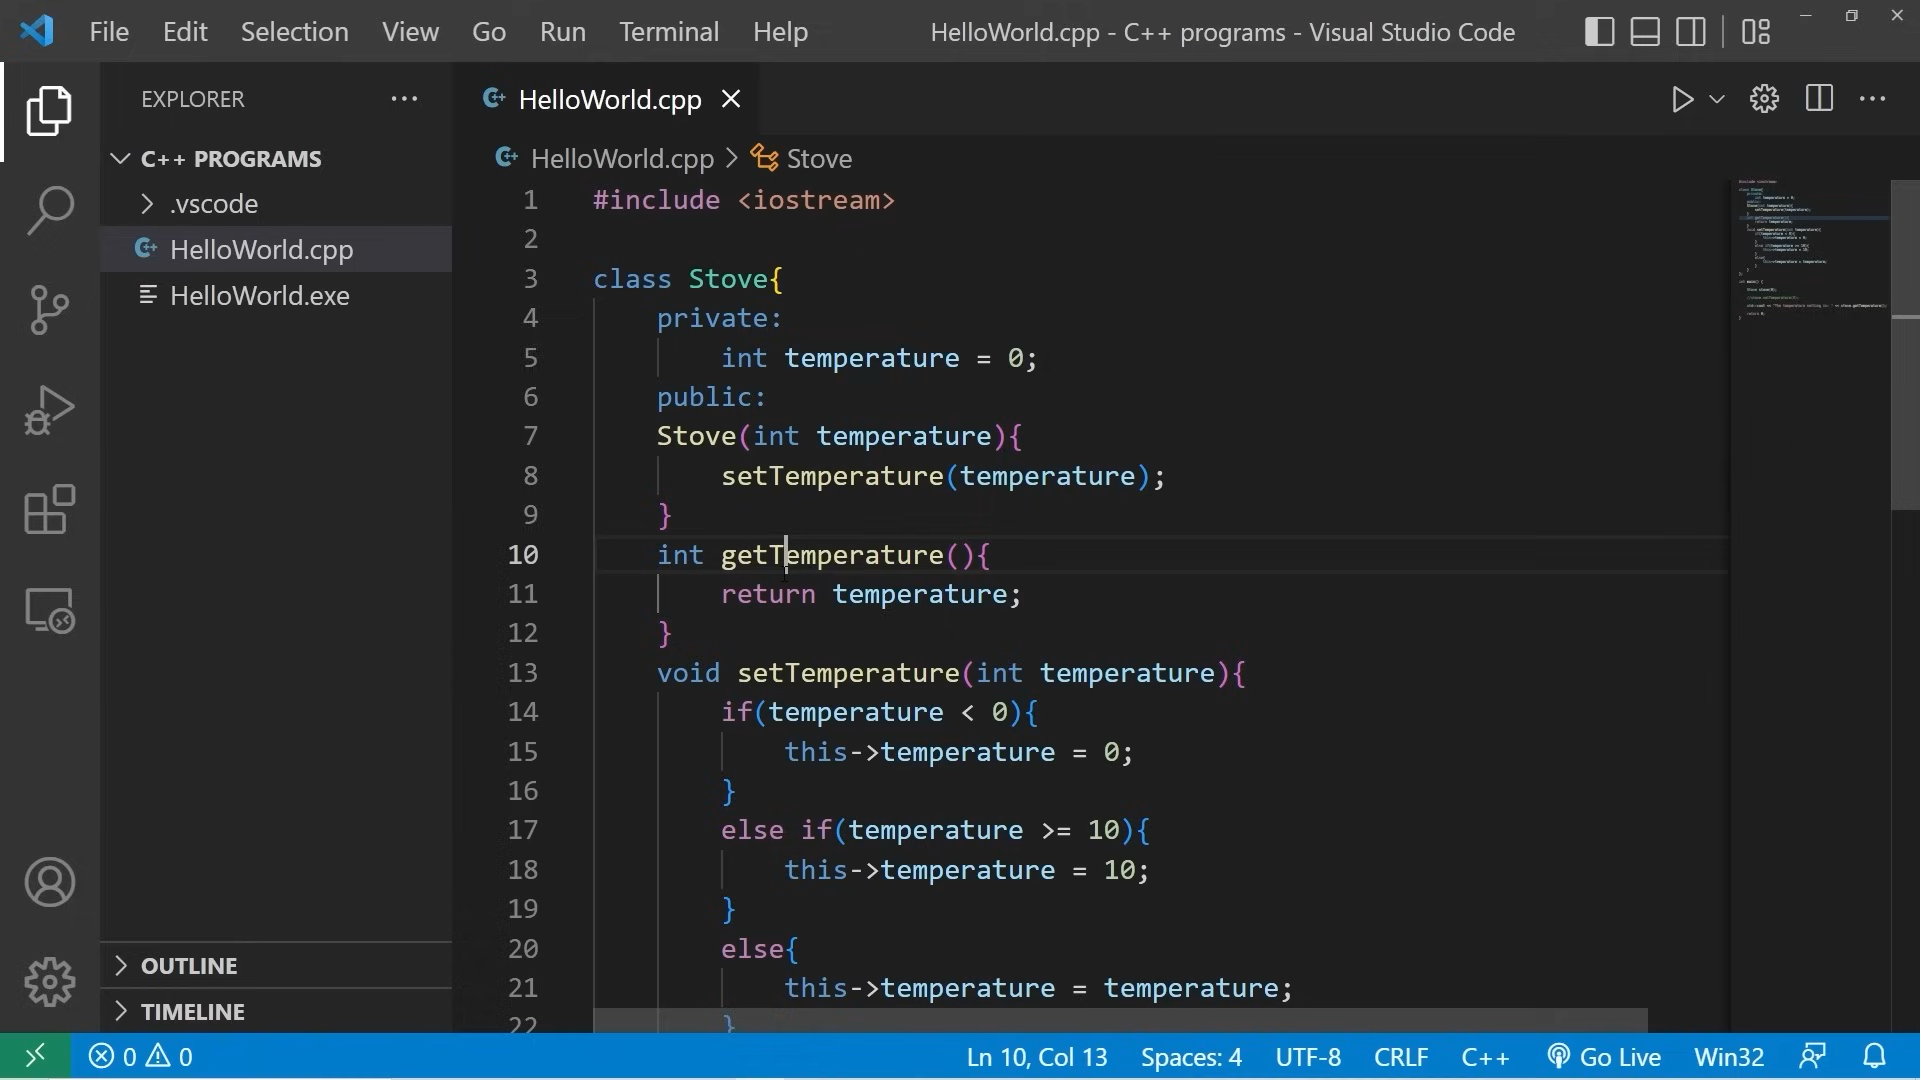 File Edit Selection View Go Run Terminal Help HelloWorld.cpp - C++ programs - Visual Studio Code
EXPLORER
C++ PROGRAMS
.vscode
HelloWorld.cpp
HelloWorld.exe
OUTLINE
TIMELINE
HelloWorld.cpp
HelloWorld.cpp > Stove
1 #include <iostream>
2
3 class Stove{
4 private:
5 int temperature = 0;
6 public:
7 Stove(int temperature){
8 setTemperature(temperature);
9 }
10 int getTemperature(){
11 return temperature;
12 }
13 void setTemperature(int temperature){
14 if(temperature < 0){
15 this->temperature = 0;
16 }
17 else if(temperature >= 10){
18 this->temperature = 10;
19 }
20 else{
21 this->temperature = temperature;
22 }
0 0 Ln 10, Col 13 Spaces: 4 UTF-8 CRLF C++ Go Live Win32